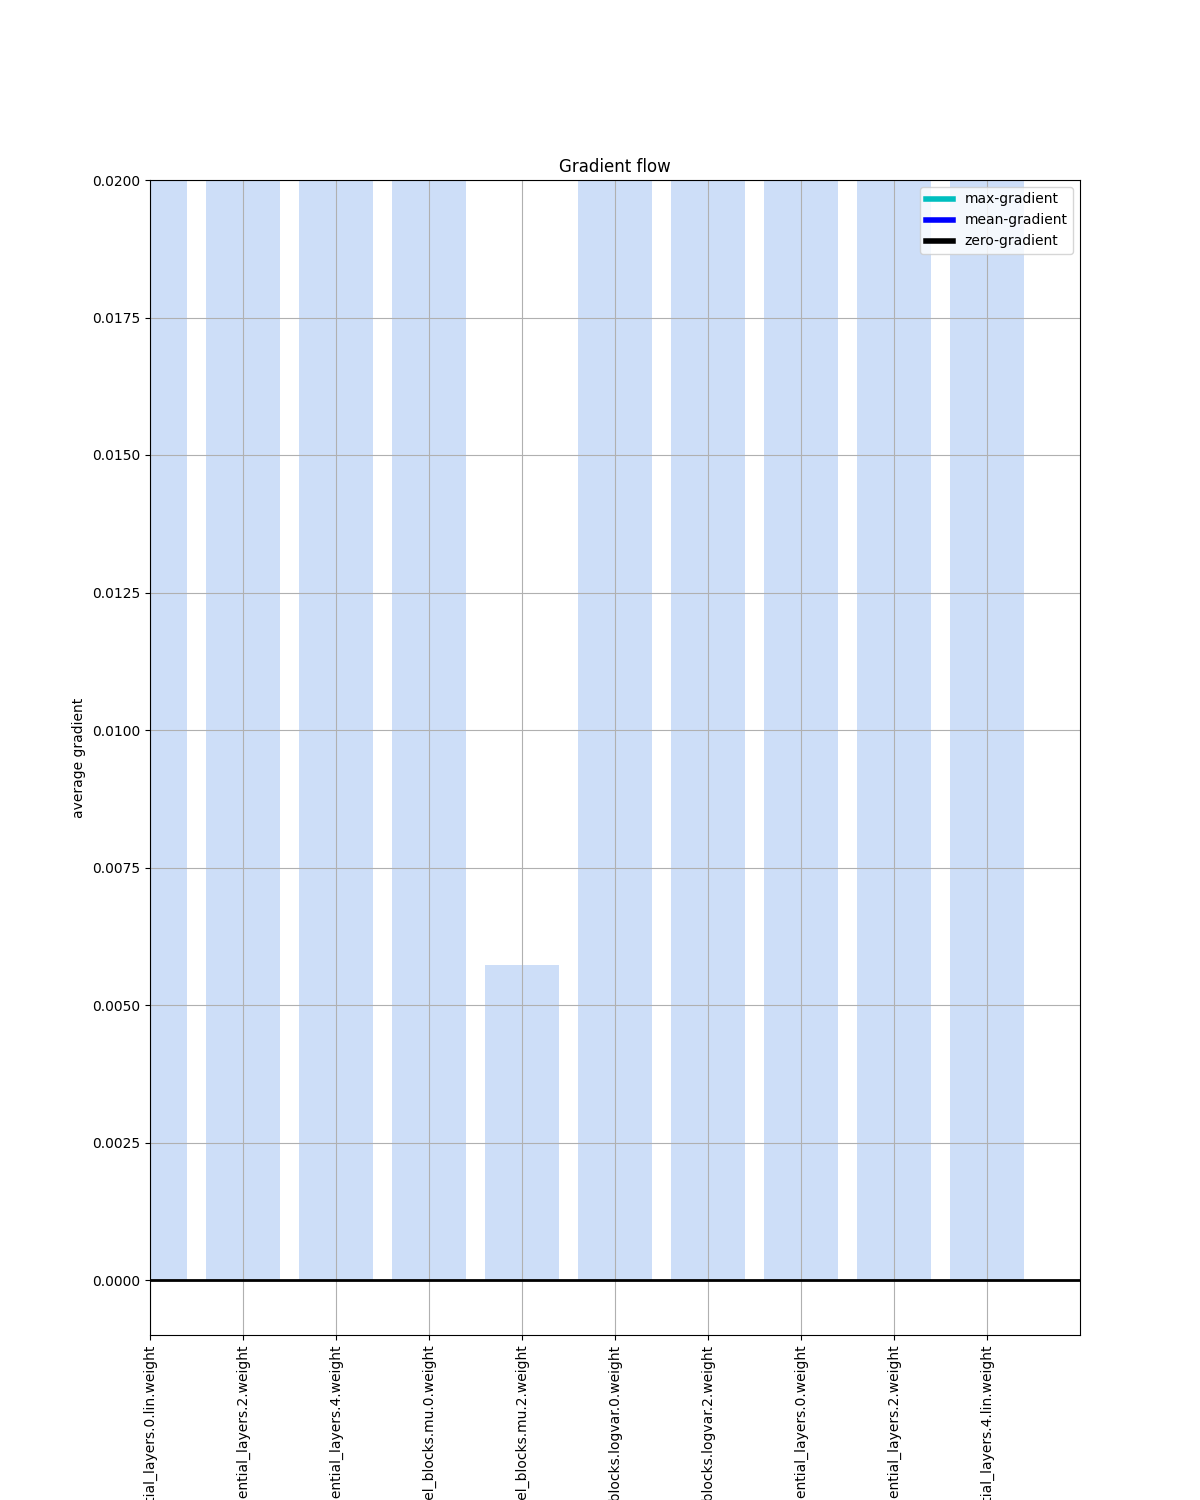 Gradient flow
max-gradient
mean-gradient
zero-gradient
0.0200
0.0175
0.0150
0.0125
0.0100
0.0075
0.0050
0.0025
0.0000
average gradient
tial_layers.0.lin.weight
ential_layers.2.weight
ential_layers.4.weight
el_blocks.mu.0.weight
el_blocks.mu.2.weight
blocks.logvar.0.weight
blocks.logvar.2.weight
ential_layers.0.weight
ential_layers.2.weight
tial_layers.4.lin.weight